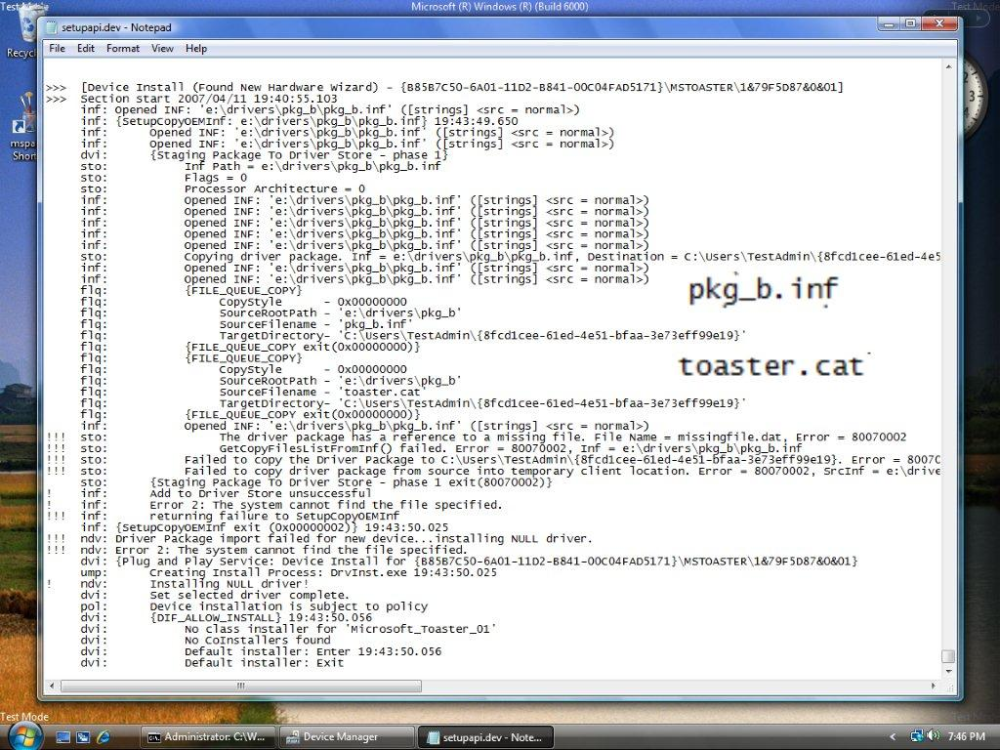 Test Mode
Microsoft (R) Windows (R) (Build 6000)
Test Mode
setupapi.dev - Notepad
File Edit Format View Help
>>> [Device Install (Found New Hardware Wizard) - {B85B7C50-6A01-11D2-B841-00C04FAD5171}\MSTOASTER\1&79F5D87&0&01]
>>> Section start 2007/04/11 19:40:55.103
inf: Opened INF: 'e:\drivers\pkg_b\pkg_b.inf' ([strings] <src = normal>)
inf: {SetupCopyOEMInf: e:\drivers\pkg_b\pkg_b.inf} 19:43:49.650
inf: Opened INF: 'e:\drivers\pkg_b\pkg_b.inf' ([strings] <src = normal>)
inf: Opened INF: 'e:\drivers\pkg_b\pkg_b.inf' ([strings] <src = normal>)
dvi: {Staging Package To Driver Store - phase 1}
sto: Inf Path = e:\drivers\pkg_b\pkg_b.inf
sto: Flags = 0
sto: Processor Architecture = 0
inf: Opened INF: 'e:\drivers\pkg_b\pkg_b.inf' ([strings] <src = normal>)
inf: Opened INF: 'e:\drivers\pkg_b\pkg_b.inf' ([strings] <src = normal>)
inf: Opened INF: 'e:\drivers\pkg_b\pkg_b.inf' ([strings] <src = normal>)
inf: Opened INF: 'e:\drivers\pkg_b\pkg_b.inf' ([strings] <src = normal>)
inf: Opened INF: 'e:\drivers\pkg_b\pkg_b.inf' ([strings] <src = normal>)
sto: Copying driver package. Inf = e:\drivers\pkg_b\pkg_b.inf, Destination = C:\Users\TestAdmin\{8fcd1cee-61ed-4e5
inf: Opened INF: 'e:\drivers\pkg_b\pkg_b.inf' ([strings] <src = normal>)
inf: Opened INF: 'e:\drivers\pkg_b\pkg_b.inf' ([strings] <src = normal>)
flq: {FILE_QUEUE_COPY}
flq: CopyStyle - 0x00000000
flq: SourceRootPath - 'e:\drivers\pkg_b'
flq: SourceFilename - 'pkg_b.inf'
flq: TargetDirectory- 'C:\Users\TestAdmin\{8fcd1cee-61ed-4e51-bfaa-3e73eff99e19}'
flq: {FILE_QUEUE_COPY exit(0x00000000)}
flq: {FILE_QUEUE_COPY}
flq: CopyStyle - 0x00000000
flq: SourceRootPath - 'e:\drivers\pkg_b'
flq: SourceFilename - 'toaster.cat'
flq: TargetDirectory- 'C:\Users\TestAdmin\{8fcd1cee-61ed-4e51-bfaa-3e73eff99e19}'
flq: {FILE_QUEUE_COPY exit(0x00000000)}
inf: Opened INF: 'e:\drivers\pkg_b\pkg_b.inf' ([strings] <src = normal>)
!!! sto: The driver package has a reference to a missing file. File Name = missingfile.dat, Error = 80070002
!!! sto: GetCopyFilesListFromInf() failed. Error = 80070002, Inf = e:\drivers\pkg_b\pkg_b.inf
!!! sto: Failed to copy the Driver Package to C:\Users\TestAdmin\{8fcd1cee-61ed-4e51-bfaa-3e73eff99e19}. Error = 8007C
!!! sto: Failed to copy driver package from source into temporary client location. Error = 80070002, SrcInf = e:\drive
sto: {Staging Package To Driver Store - phase 1 exit(80070002)}
! inf: Add to Driver Store unsuccessful
! inf: Error 2: The system cannot find the file specified.
!!! inf: returning failure to SetupCopyOEMInf
inf: {SetupCopyOEMInf exit (0x00000002)} 19:43:50.025
!!! ndv: Driver Package import failed for new device...installing NULL driver.
!!! ndv: Error 2: The system cannot find the file specified.
dvi: {Plug and Play Service: Device Install for {B85B7C50-6A01-11D2-B841-00C04FAD5171}\MSTOASTER\1&79F5D87&0&01}
ump: Creating Install Process: DrvInst.exe 19:43:50.025
! ndv: Installing NULL driver!
dvi: Set selected driver complete.
pol: Device installation is subject to policy
dvi: {DIF_ALLOW_INSTALL} 19:43:50.056
dvi: No class installer for 'Microsoft_Toaster_01'
dvi: No CoInstallers found
dvi: Default installer: Enter 19:43:50.056
dvi: Default installer: Exit
pkg_b.inf
toaster.cat
Recyc
mspa
Short
Test Mode
Test Mode
Administrator: C:\W...
Device Manager
setupapi.dev - Note...
7:46 PM